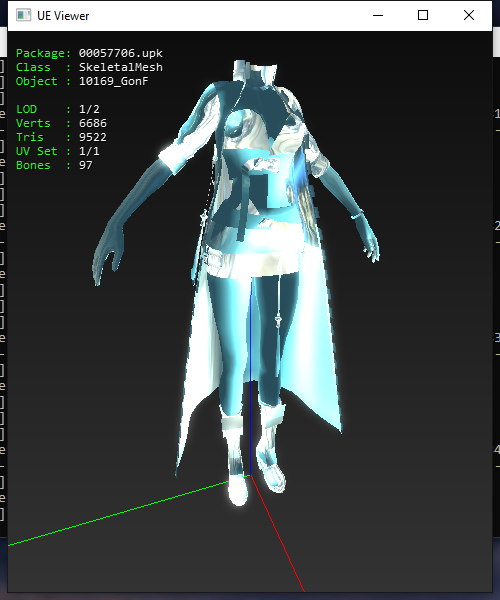 UE Viewer
Package: 00057706.upk
Class : SkeletalMesh
Object : 10169_GonF
LOD : 1/2
Verts : 6686
Tris : 9522
UV Set : 1/1
Bones : 97